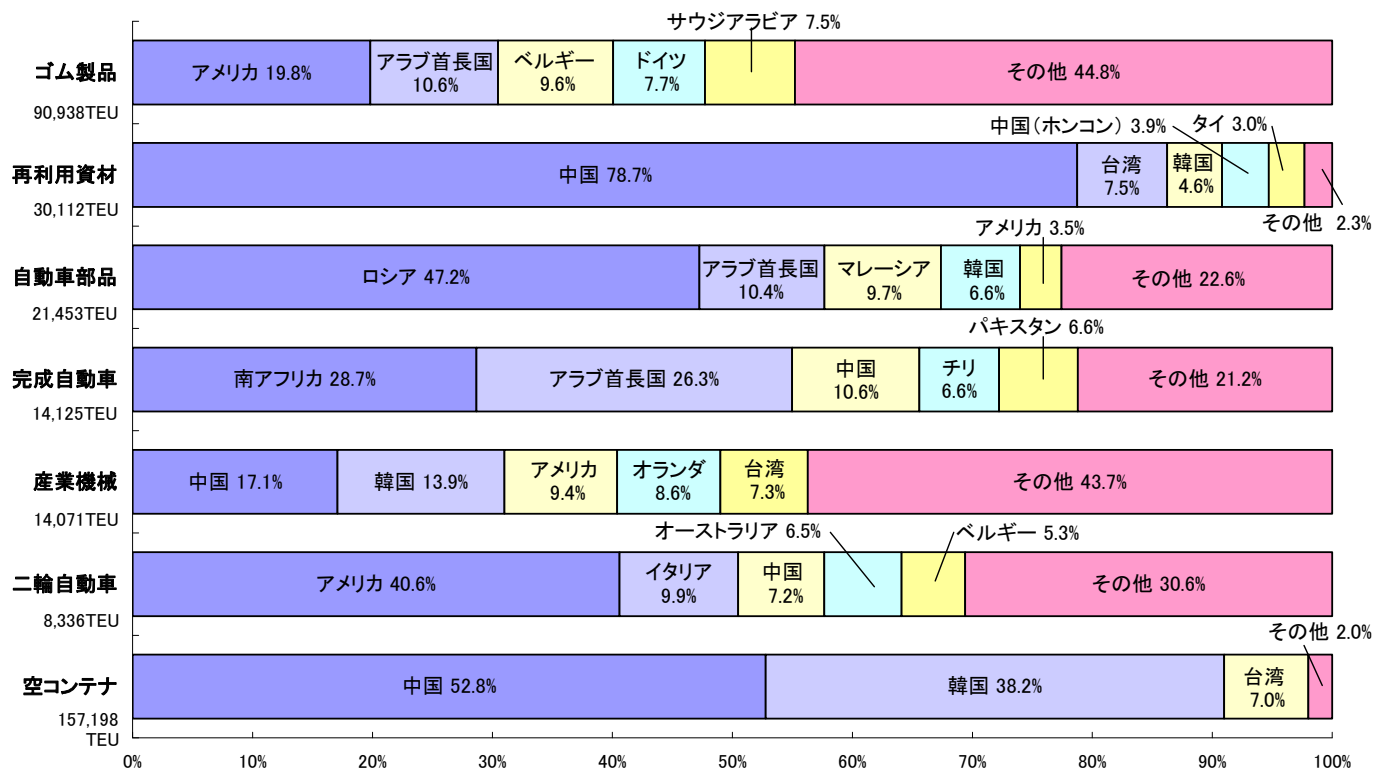 サウジアラビア 7.5%
ゴム製品
90,938TEU
アメリカ 19.8%
アラブ首長国
10.6%
ベルギー
9.6%
ドイツ
7.7%
その他 44.8%
中国(ホンコン) 3.9%
タイ 3.0%
再利用資材
30,112TEU
中国 78.7%
台湾
7.5%
韓国
4.6%
その他 2.3%
アメリカ 3.5%
自動車部品
21,453TEU
ロシア 47.2%
アラブ首長国
10.4%
マレーシア
9.7%
韓国
6.6%
その他 22.6%
パキスタン 6.6%
完成自動車
14,125TEU
南アフリカ 28.7%
アラブ首長国 26.3%
中国
10.6%
チリ
6.6%
その他 21.2%
産業機械
14,071TEU
中国 17.1%
韓国 13.9%
アメリカ
9.4%
オランダ
8.6%
台湾
7.3%
その他 43.7%
オーストラリア 6.5%
ベルギー 5.3%
二輪自動車
8,336TEU
アメリカ 40.6%
イタリア
9.9%
中国
7.2%
その他 30.6%
その他 2.0%
空コンテナ
157,198
TEU
中国 52.8%
韓国 38.2%
台湾
7.0%
0% 10% 20% 30% 40% 50% 60% 70% 80% 90% 100%